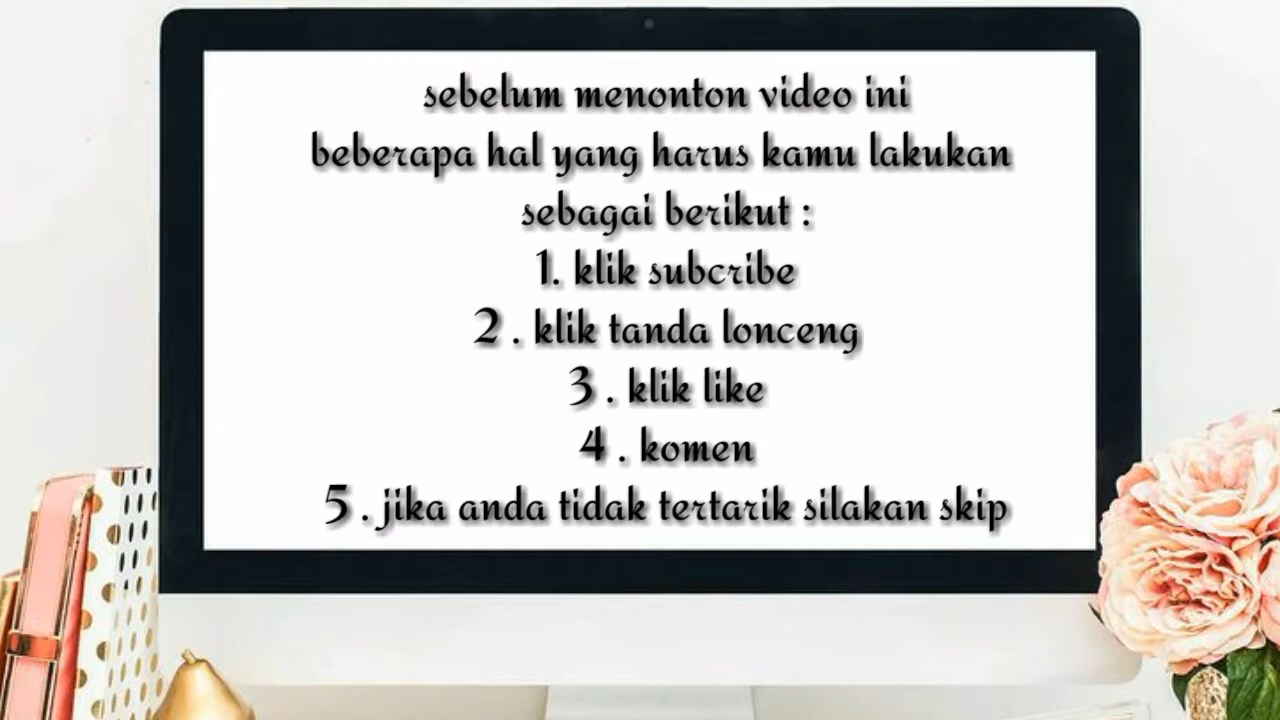 sebelum menonton video ini
beberapa hal yang harus kamu lakukan
sebagai berikut :
1. klik subcribe
2 . klik tanda lonceng
3 . klik like
4 . komen
5 . jika anda tidak tertarik silakan skip